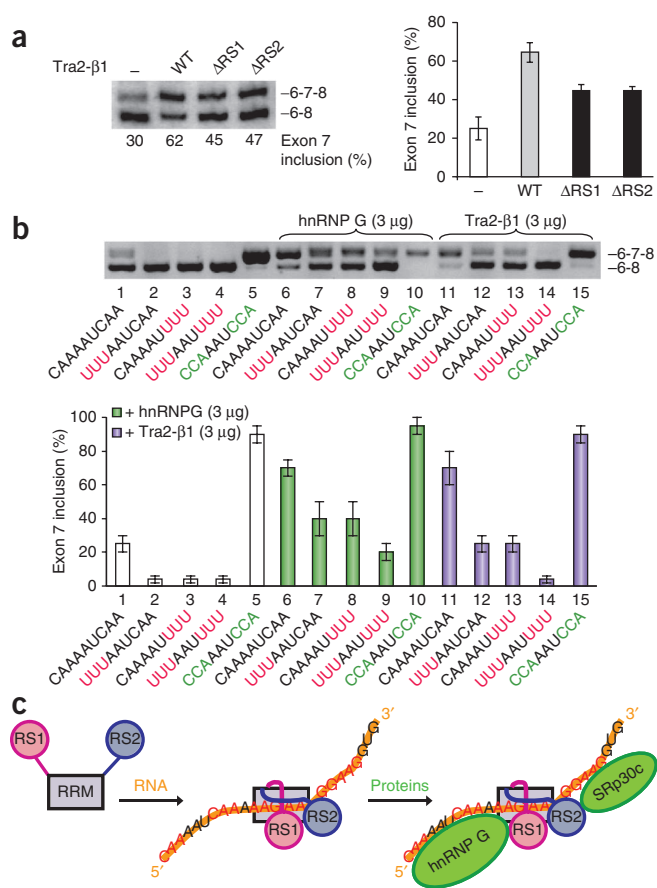 a
Tra2-β1
– WT ΔRS1 ΔRS2
–6-7-8
–6-8
30 62 45 47 Exon 7 inclusion (%)
Exon 7 inclusion (%)
80
60
40
20
0
– WT ΔRS1 ΔRS2
b
hnRNP G (3 µg) Tra2-β1 (3 µg)
–6-7-8
–6-8
1 2 3 4 5 6 7 8 9 10 11 12 13 14 15
CAAAAUCAA UUUAAUCAA CAAAAUUUU UUUAAUUUU CCAAAUCCA CAAAAUCAA UUUAAUCAA CAAAAUUUU UUUAAUUUU CCAAAUCCA CAAAAUCAA UUUAAUCAA CAAAAUUUU UUUAAUUUU CCAAAUCCA
+ hnRNPG (3 µg)
+ Tra2-β1 (3 µg)
Exon 7 inclusion (%)
100
80
60
40
20
0
1 2 3 4 5 6 7 8 9 10 11 12 13 14 15
CAAAAUCAA UUUAAUCAA CAAAAUUUU UUUAAUUUU CCAAAUCCA CAAAAUCAA UUUAAUCAA CAAAAUUUU UUUAAUUUU CCAAAUCCA CAAAAUCAA UUUAAUCAA CAAAAUUUU UUUAAUUUU CCAAAUCCA
c
RS1 RS2
RRM
RNA
5′ 3′
RS1 RS2
Proteins
5′ 3′
RS1 RS2
hnRNP G
SRp30c